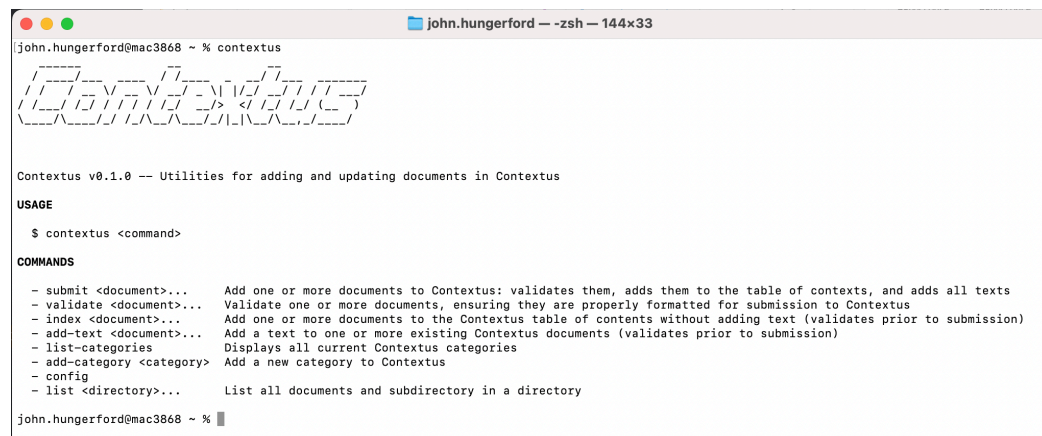 john.hungerford — -zsh — 144×33
[john.hungerford@mac3868 ~ % contextus
Contextus
Contextus v0.1.0 -- Utilities for adding and updating documents in Contextus
USAGE
$ contextus <command>
COMMANDS
- submit <document>... Add one or more documents to Contextus: validates them, adds them to the table of contexts, and adds all texts
- validate <document>... Validate one or more documents, ensuring they are properly formatted for submission to Contextus
- index <document>... Add one or more documents to the Contextus table of contents without adding text (validates prior to submission)
- add-text <document>... Add a text to one or more existing Contextus documents (validates prior to submission)
- list-categories Displays all current Contextus categories
- add-category <category> Add a new category to Contextus
- config
- list <directory>... List all documents and subdirectory in a directory
john.hungerford@mac3868 ~ %